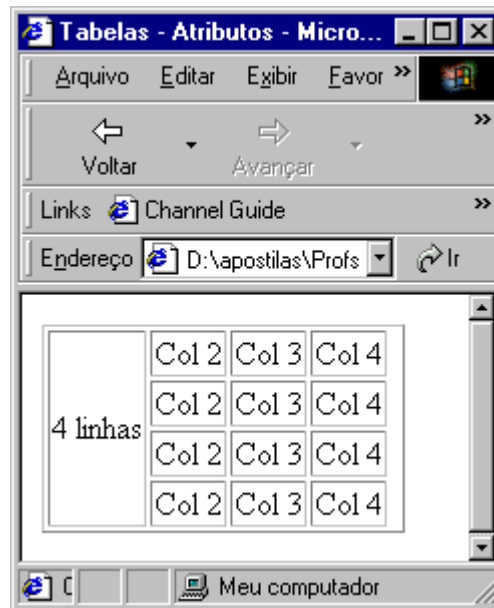 Tabelas - Atributos - Micro...
Arquivo Editar Exibir Favor »
Voltar Avançar »
Links Channel Guide »
Endereço D:\apostilas\Profs Ir
4 linhas
Col 2 Col 3 Col 4
Col 2 Col 3 Col 4
Col 2 Col 3 Col 4
Col 2 Col 3 Col 4
Meu computador